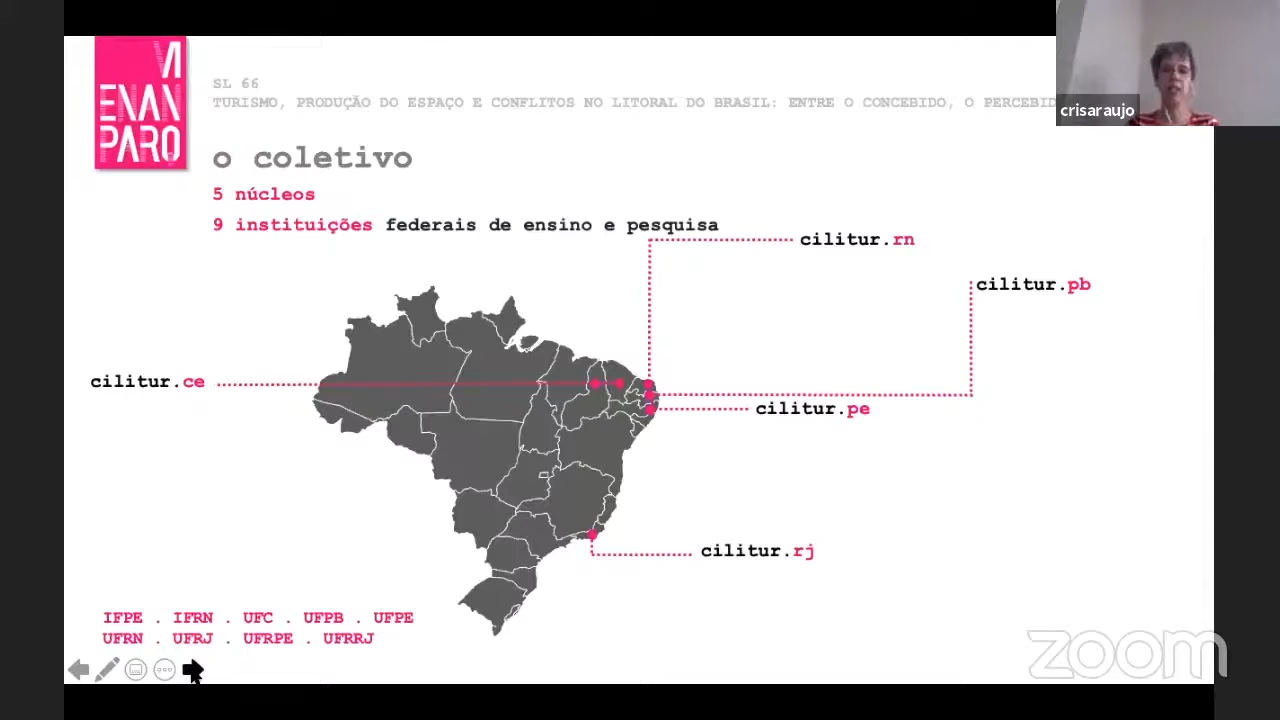 VI
ENAN
PARQ
SL 66
TURISMO, PRODUÇÃO DO ESPAÇO E CONFLITOS NO LITORAL DO BRASIL: ENTRE O CONCEBIDO, O PERCEBID
crisaraujo
o coletivo
5 núcleos
9 instituições federais de ensino e pesquisa
cilitur.rn
cilitur.pb
cilitur.ce
cilitur.pe
cilitur.rj
IFPE . IFRN . UFC . UFPB . UFPE
UFRN . UFRJ . UFRPE . UFRRJ
zoom